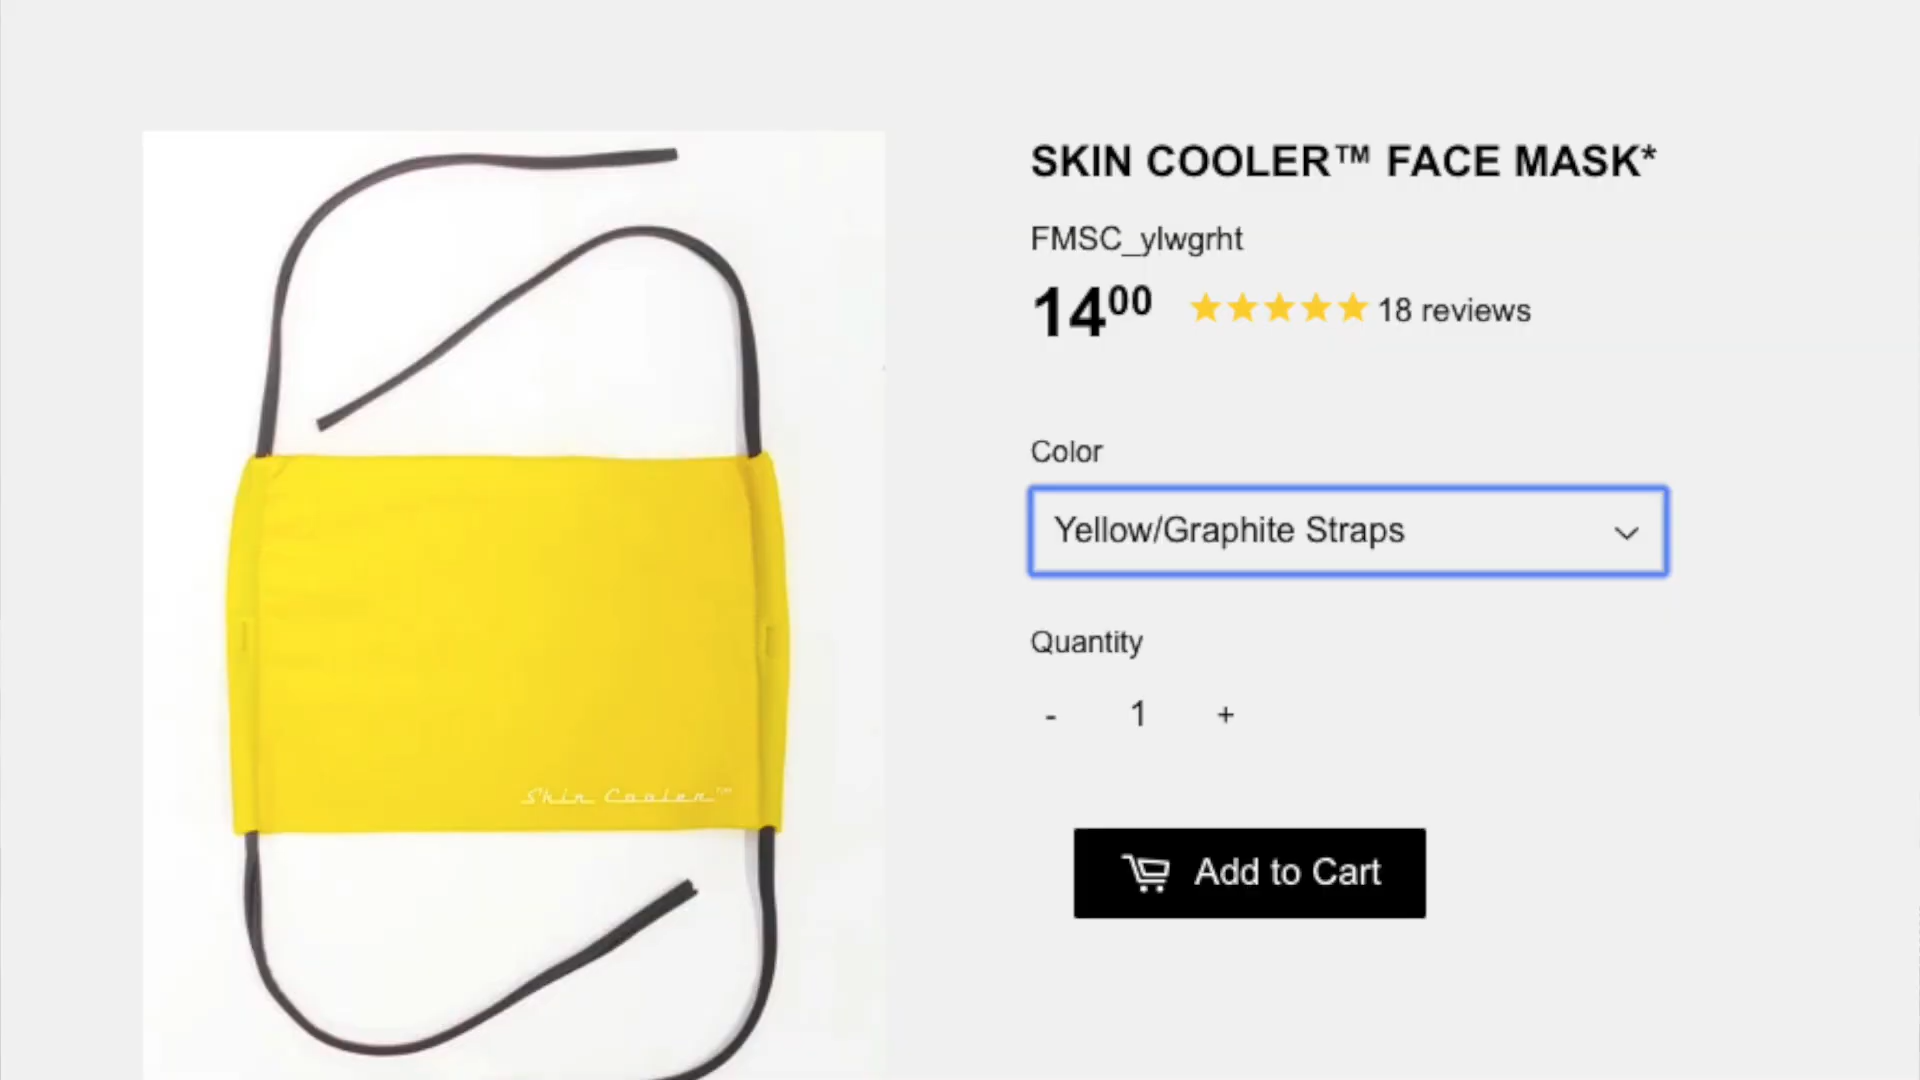 SKIN COOLER™ FACE MASK*
FMSC_ylwgrht
14⁰⁰ 18 reviews
Color
Yellow/Graphite Straps
Quantity
- 1 +
Add to Cart
Skin Cooler™